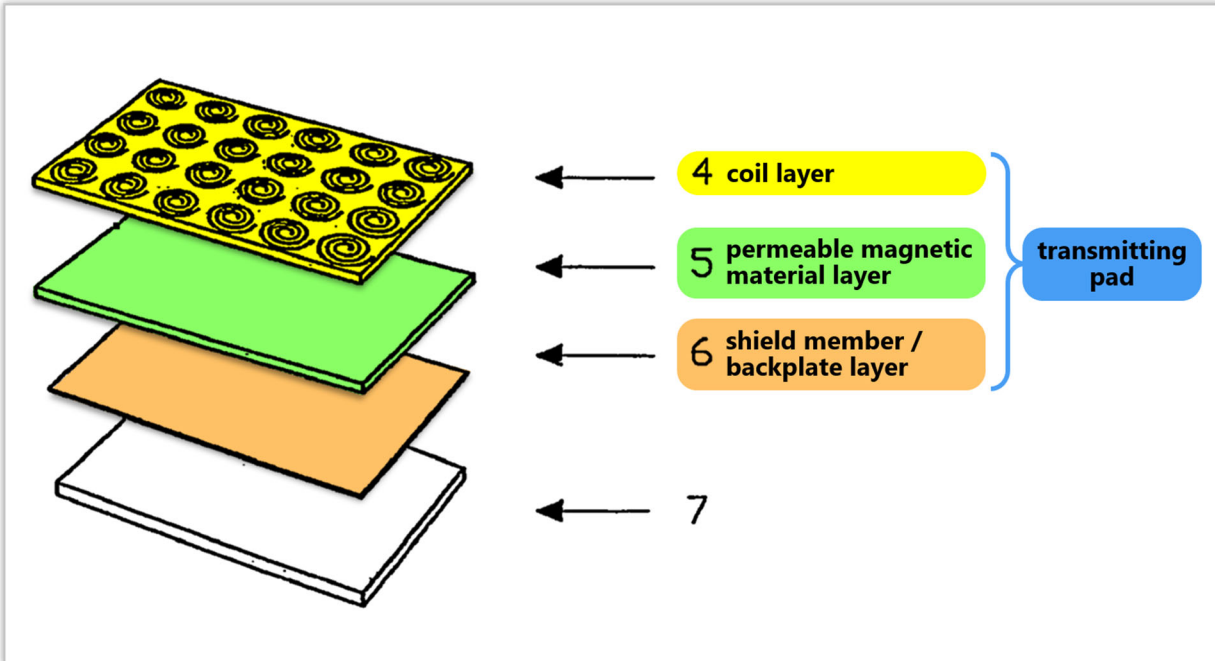 4 coil layer
5 permeable magnetic
material layer
6 shield member /
backplate layer
transmitting
pad
7